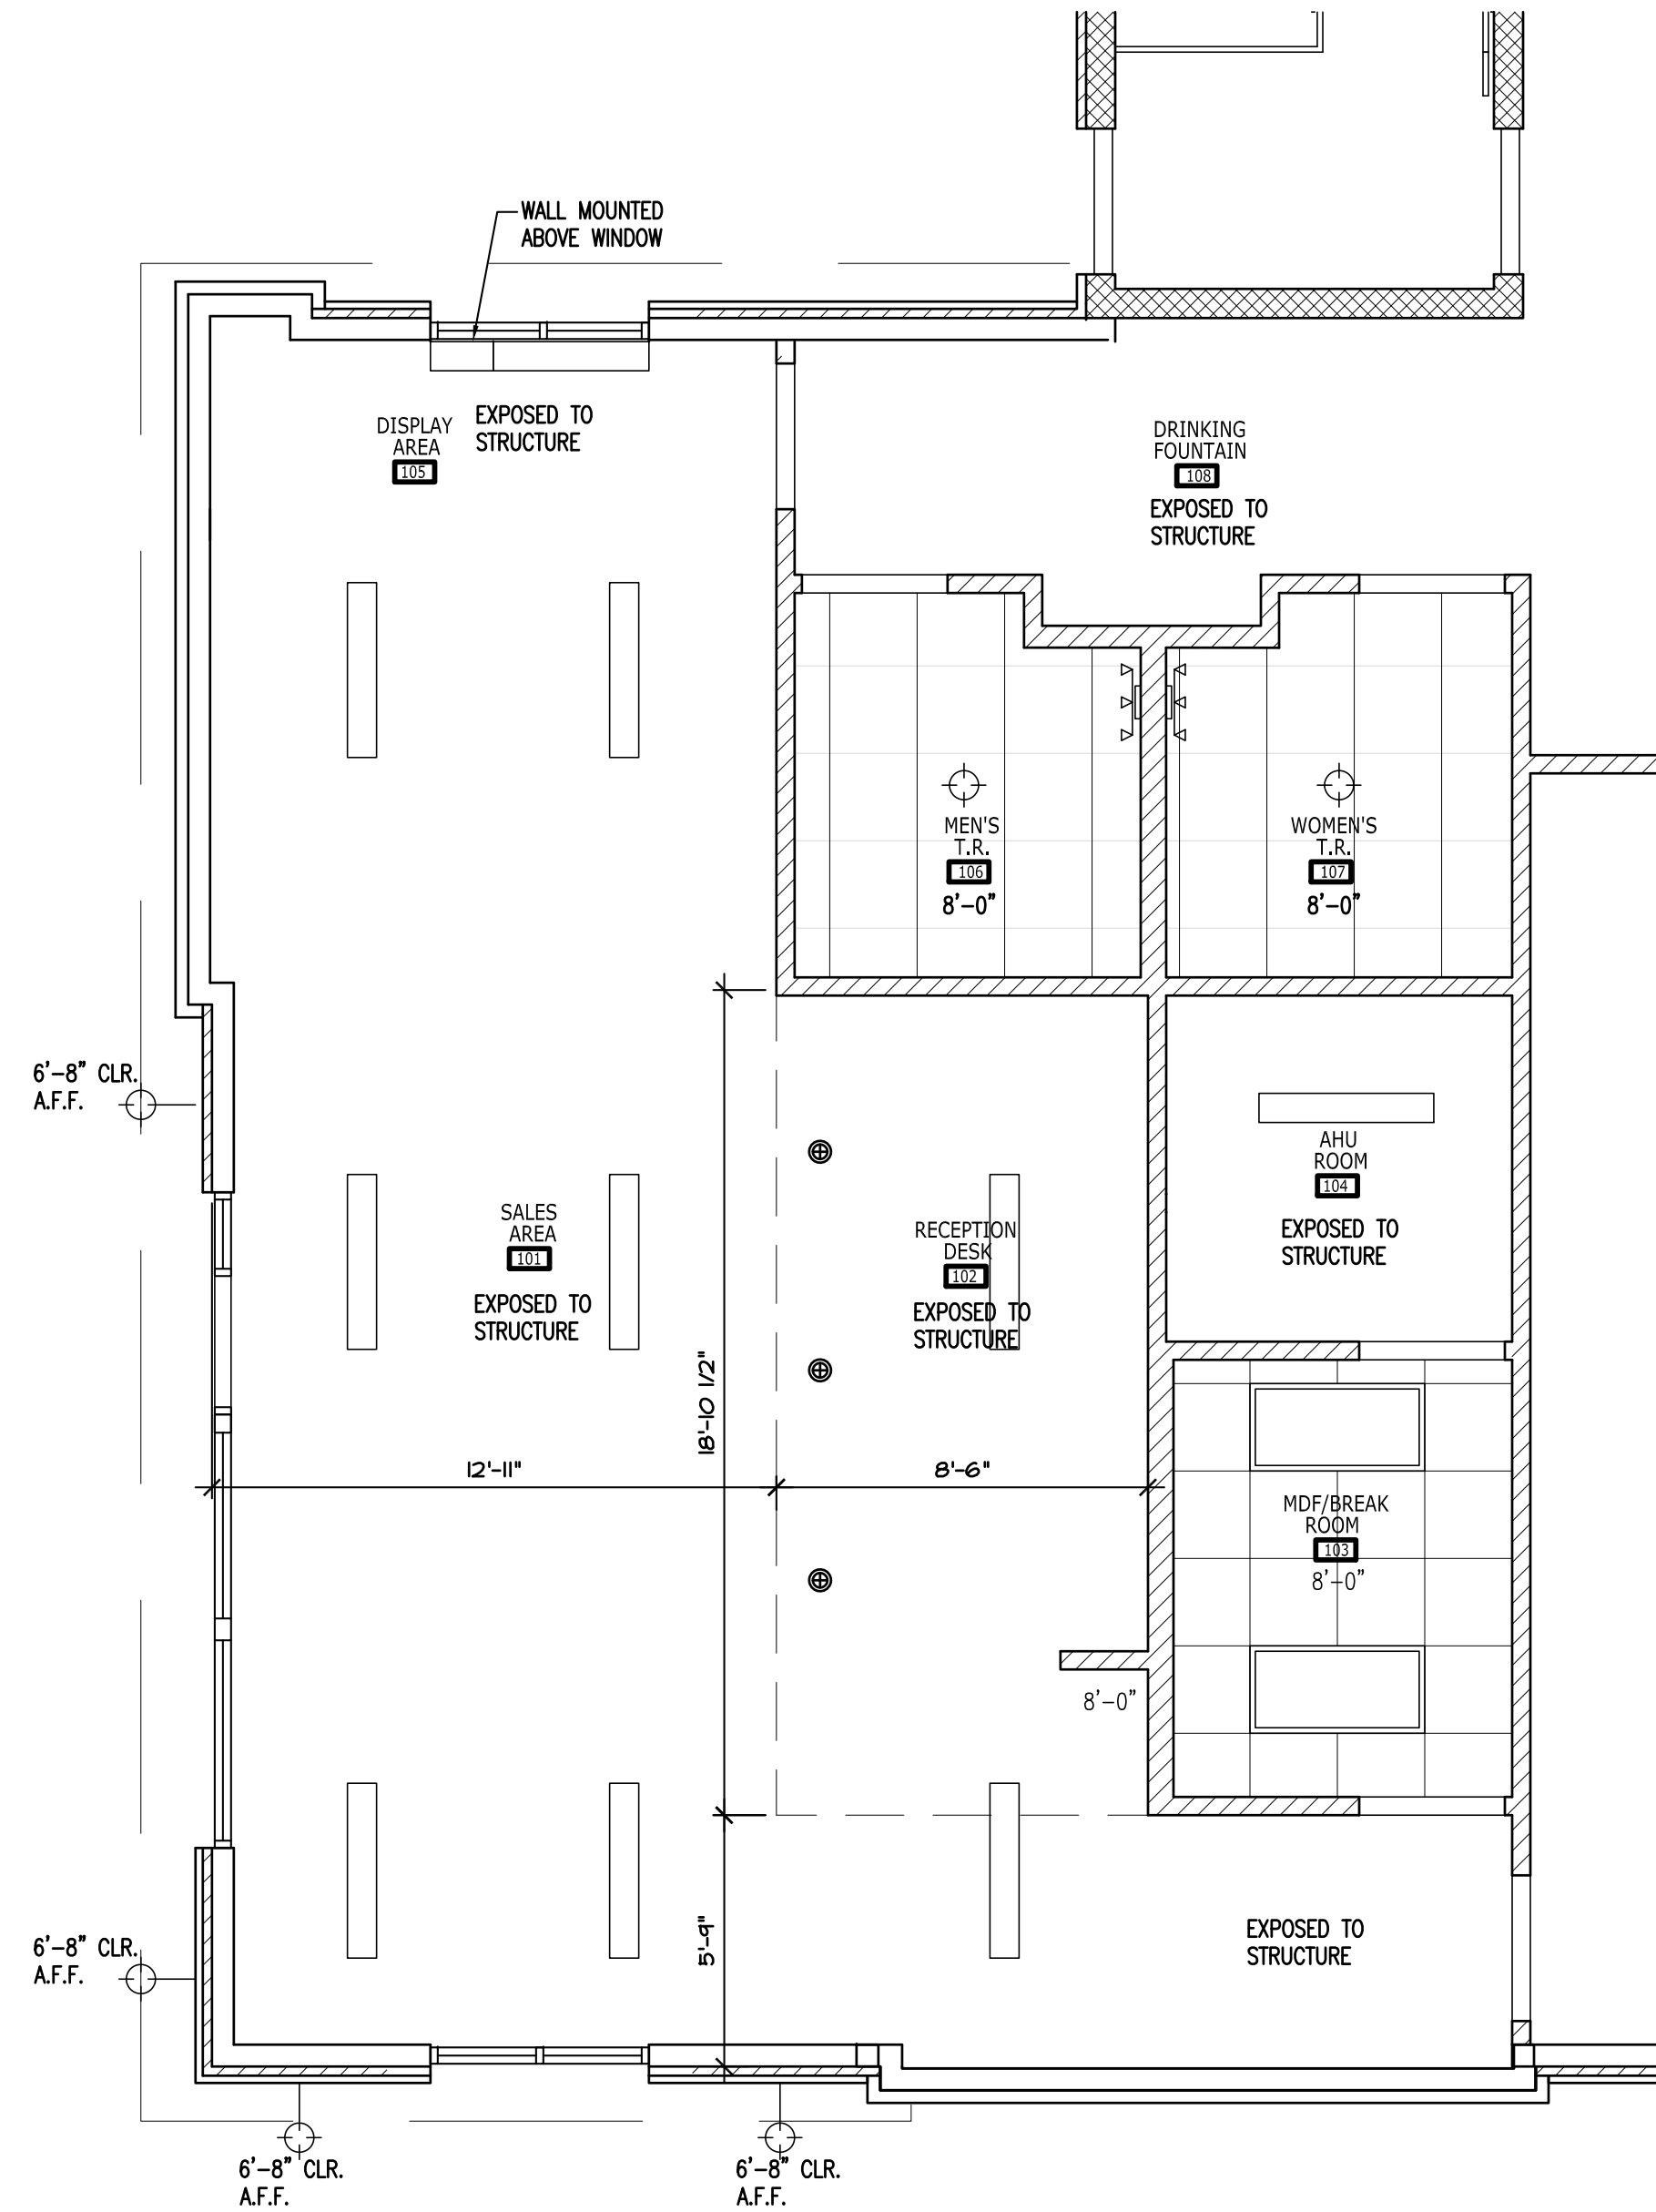 WALL MOUNTED
ABOVE WINDOW
DISPLAY
AREA
105
EXPOSED TO
STRUCTURE
DRINKING
FOUNTAIN
108
EXPOSED TO
STRUCTURE
MEN'S
T.R.
106
8'-0"
WOMEN'S
T.R.
107
8'-0"
6'-8" CLR.
A.F.F.
SALES
AREA
101
EXPOSED TO
STRUCTURE
RECEPTION
DESK
102
EXPOSED TO
STRUCTURE
AHU
ROOM
104
EXPOSED TO
STRUCTURE
18'-10 1/2"
12'-11"
8'-6"
MDF/BREAK
ROOM
103
8'-0"
8'-0"
5'-9"
EXPOSED TO
STRUCTURE
6'-8" CLR.
A.F.F.
6'-8" CLR.
A.F.F.
6'-8" CLR.
A.F.F.